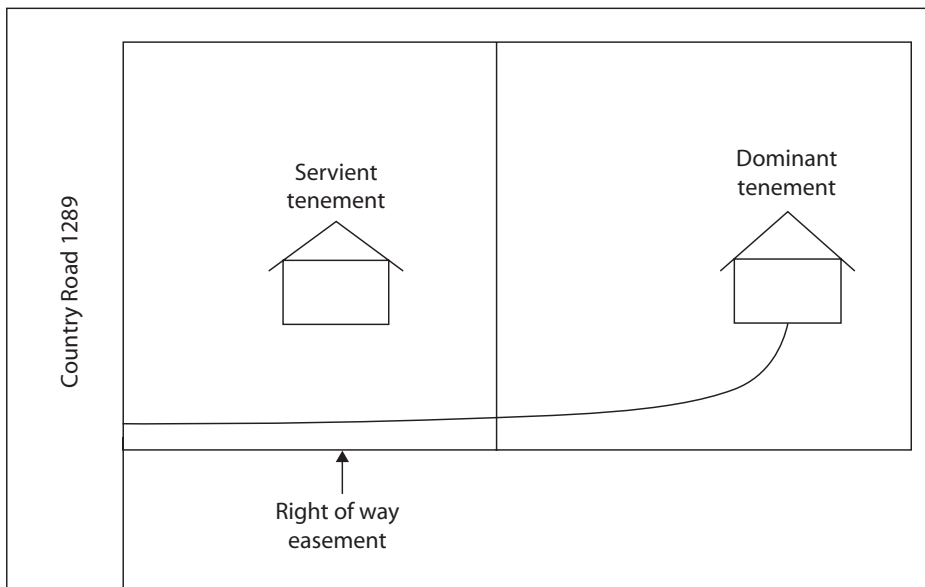 Country Road 1289
Servient
tenement
Dominant
tenement
Right of way
easement